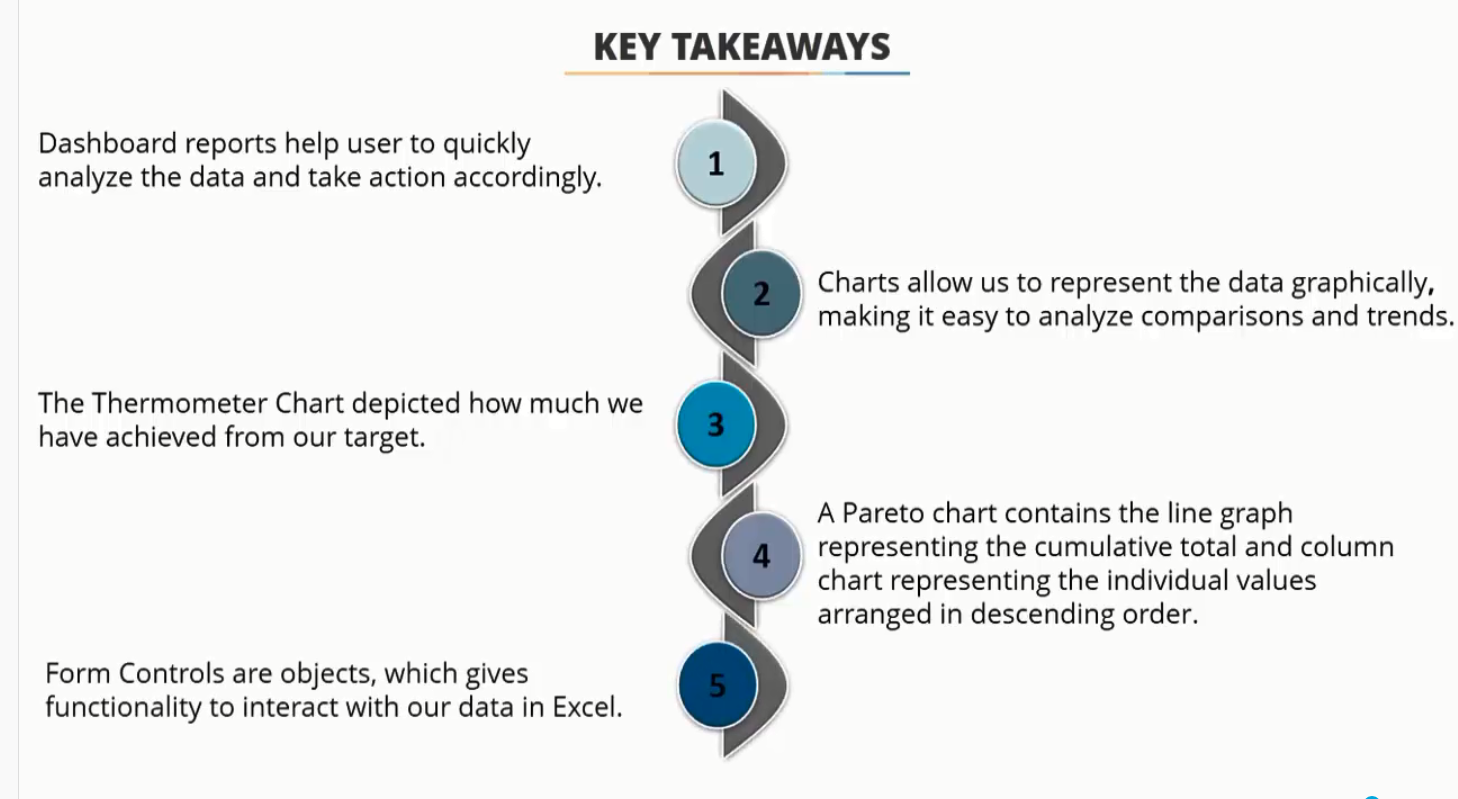 KEY TAKEAWAYS
Dashboard reports help user to quickly
analyze the data and take action accordingly.
1
2
Charts allow us to represent the data graphically,
making it easy to analyze comparisons and trends.
The Thermometer Chart depicted how much we
have achieved from our target.
3
4
A Pareto chart contains the line graph
representing the cumulative total and column
chart representing the individual values
arranged in descending order.
Form Controls are objects, which gives
functionality to interact with our data in Excel.
5